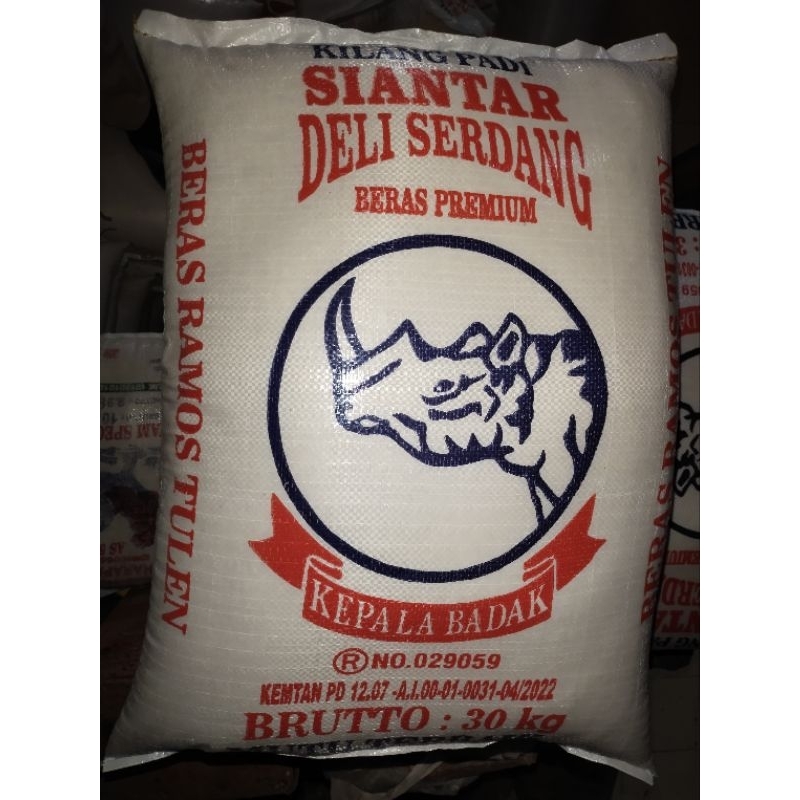 KILANG PADI
SIANTAR
DELI SERDANG
BERAS PREMIUM
BERAS RAMOS TULEN
BERAS RAMOS TULEN
KEPALA BADAK
® NO.029059
KEMTAN PD 12.07 -A.I.00-01-0031-04/2022
BRUTTO : 30 kg